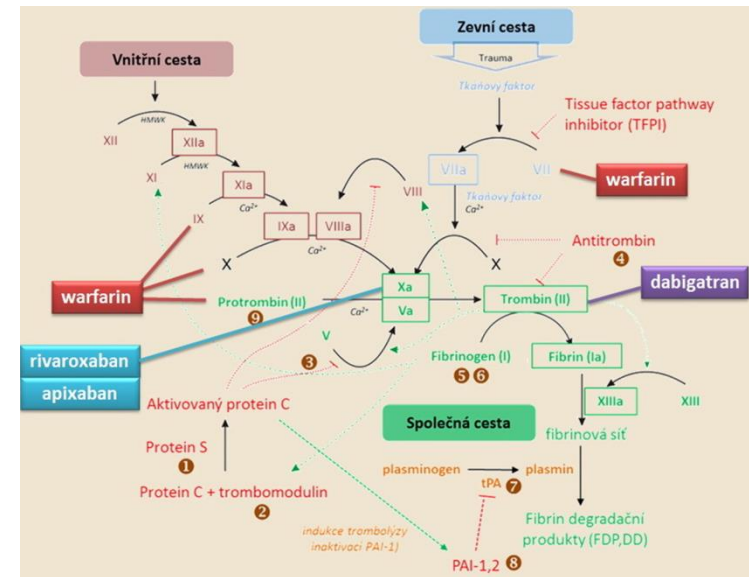 Zevní cesta
Trauma
Tkáňový faktor
Vnitřní cesta
HMWK
XII
XIIa
HMWK
XI
XIa
Ca²⁺
IX
IXa
VIIIa
Ca²⁺
X
VIII
VIIa
VII
Tissue factor pathway
inhibitor (TFPI)
warfarin
Tkáňový faktor
Ca²⁺
X
Antitrombin
4
warfarin
Protrombin (II)
9
Ca²⁺
Xa
Va
Trombin (II)
dabigatran
V
3
rivaroxaban
apixaban
Fibrinogen (I)
5 6
Fibrin (Ia)
XIIIa
XIII
Aktivovaný protein C
Společná cesta
fibrinová síť
Protein S
1
plasminogen
plasmin
tPA
7
Protein C + trombomodulin
2
indukce trombolýzy
inaktivací PAI-1)
Fibrin degradační
produkty (FDP,DD)
PAI-1,2
8